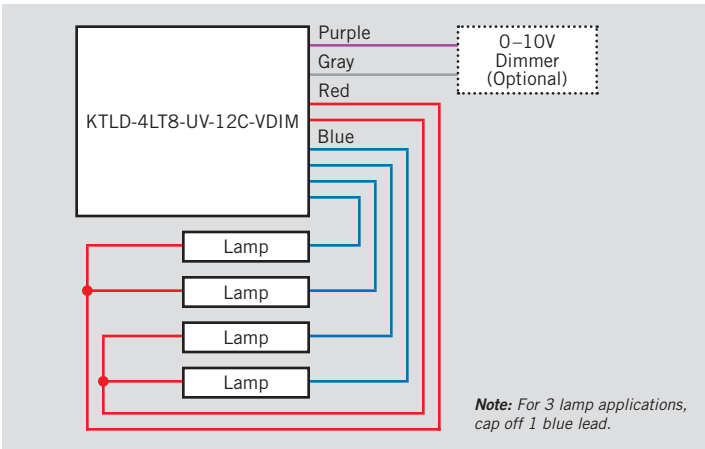 Purple
Gray
Red
Blue
KTLD-4LT8-UV-12C-VDIM
0–10V
Dimmer
(Optional)
Lamp
Lamp
Lamp
Lamp
Note: For 3 lamp applications,
cap off 1 blue lead.